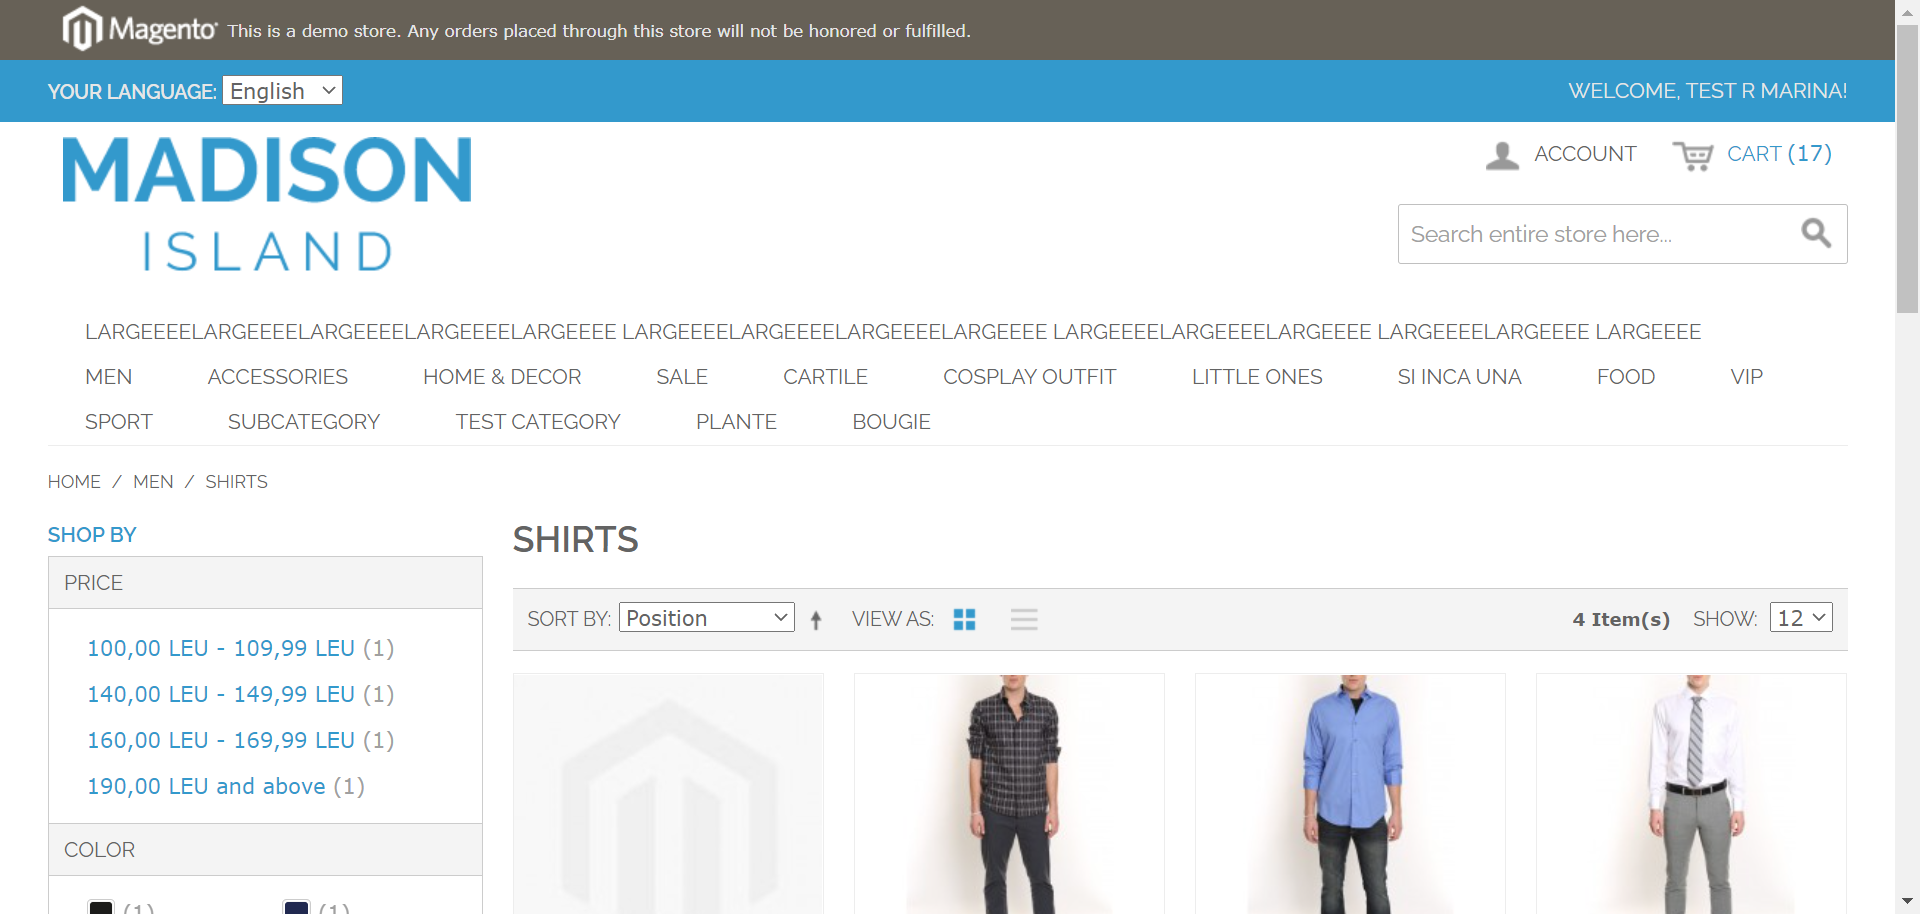 Magento® This is a demo store. Any orders placed through this store will not be honored or fulfilled.
YOUR LANGUAGE: English
WELCOME, TEST R MARINA!
MADISON
ISLAND
ACCOUNT CART (17)
Search entire store here...
LARGEEEELARGEEEELARGEEEELARGEEEELARGEEEE LARGEEEELARGEEEELARGEEEELARGEEEE LARGEEEELARGEEEELARGEEEE LARGEEEELARGEEEE LARGEEEE
MEN ACCESSORIES HOME & DECOR SALE CARTILE COSPLAY OUTFIT LITTLE ONES SI INCA UNA FOOD VIP
SPORT SUBCATEGORY TEST CATEGORY PLANTE BOUGIE
HOME / MEN / SHIRTS
SHOP BY
PRICE
100,00 LEU - 109,99 LEU (1)
140,00 LEU - 149,99 LEU (1)
160,00 LEU - 169,99 LEU (1)
190,00 LEU and above (1)
COLOR
(1) (1)
SHIRTS
SORT BY: Position VIEW AS: 4 Item(s) SHOW: 12